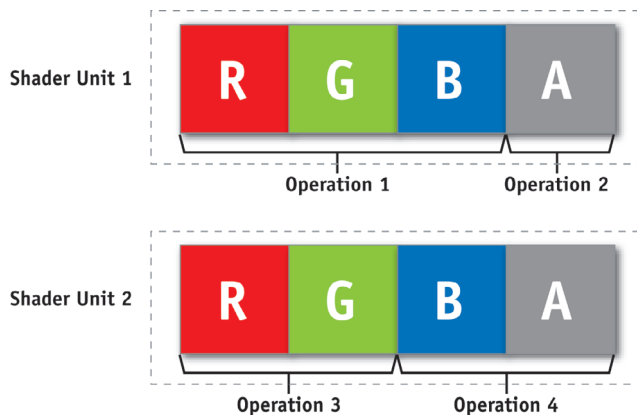 Shader Unit 1
R G B A
Operation 1 Operation 2
Shader Unit 2
R G B A
Operation 3 Operation 4